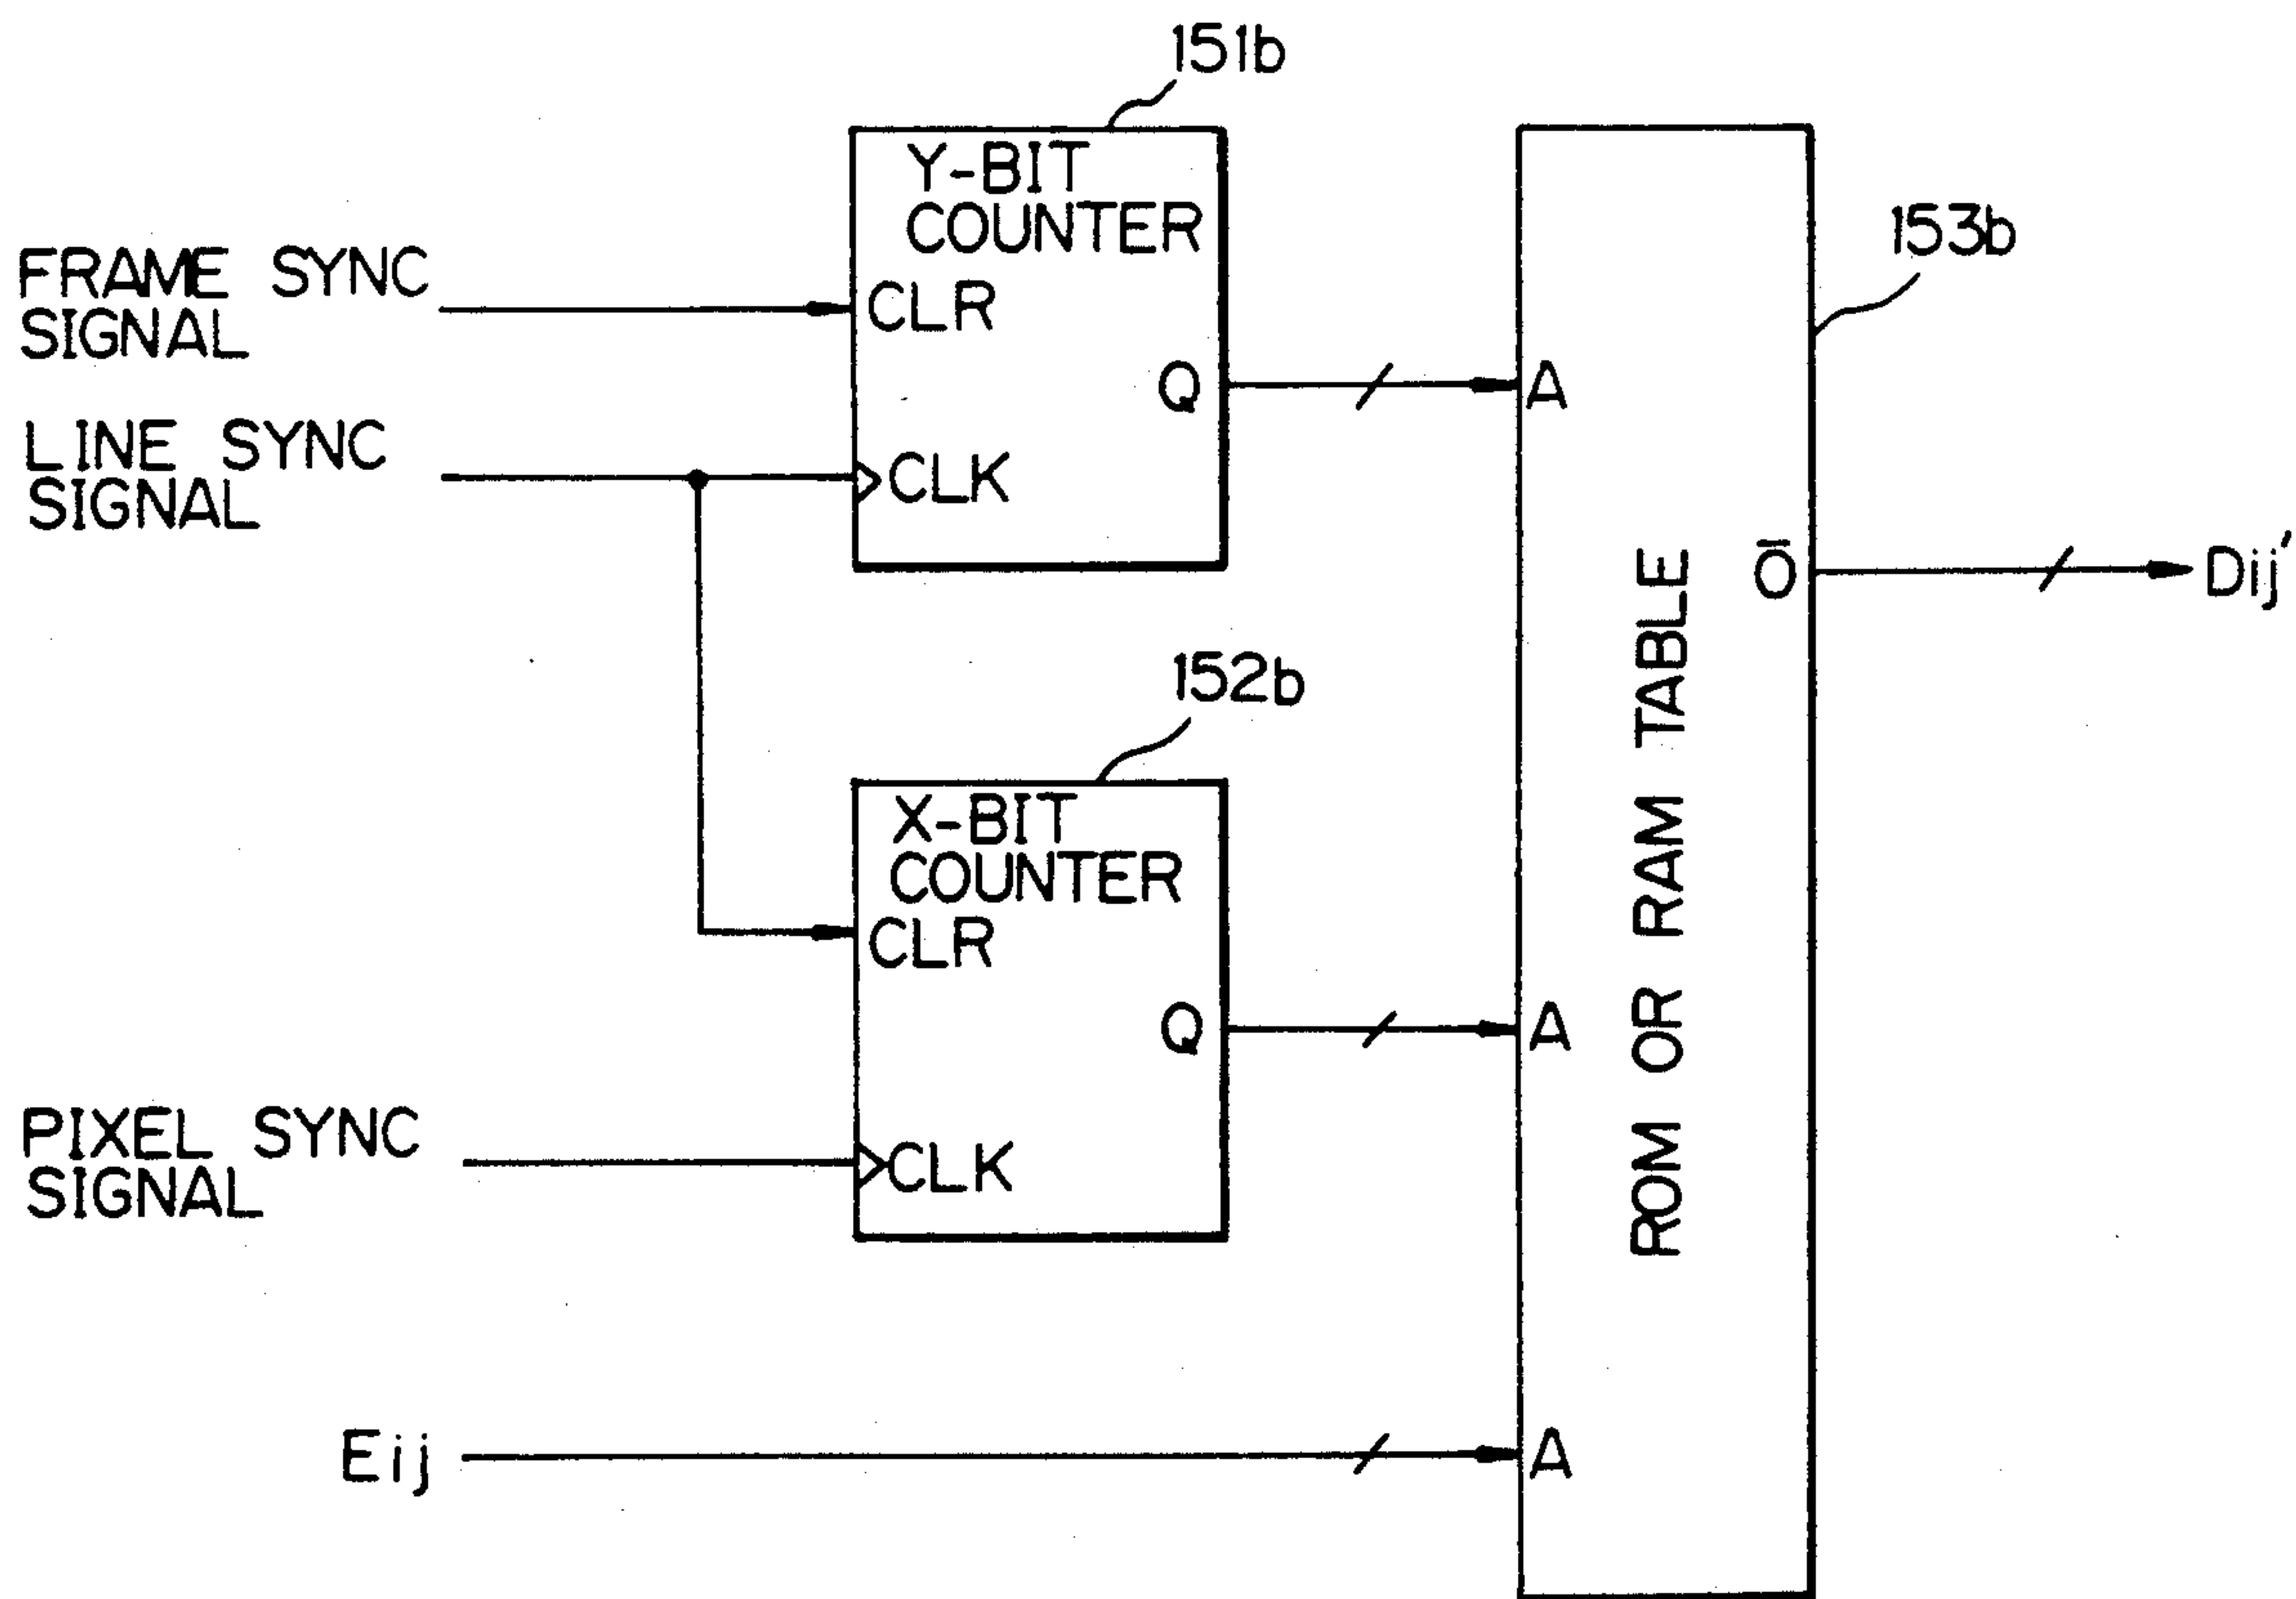 151b
Y-BIT
COUNTER
FRAME SYNC
SIGNAL
CLR
153b
Q
A
LINE SYNC
SIGNAL
CLK
ROM OR RAM TABLE
Ō
Dij'
152b
X-BIT
COUNTER
CLR
Q
A
PIXEL SYNC
SIGNAL
CLK
Eij
A